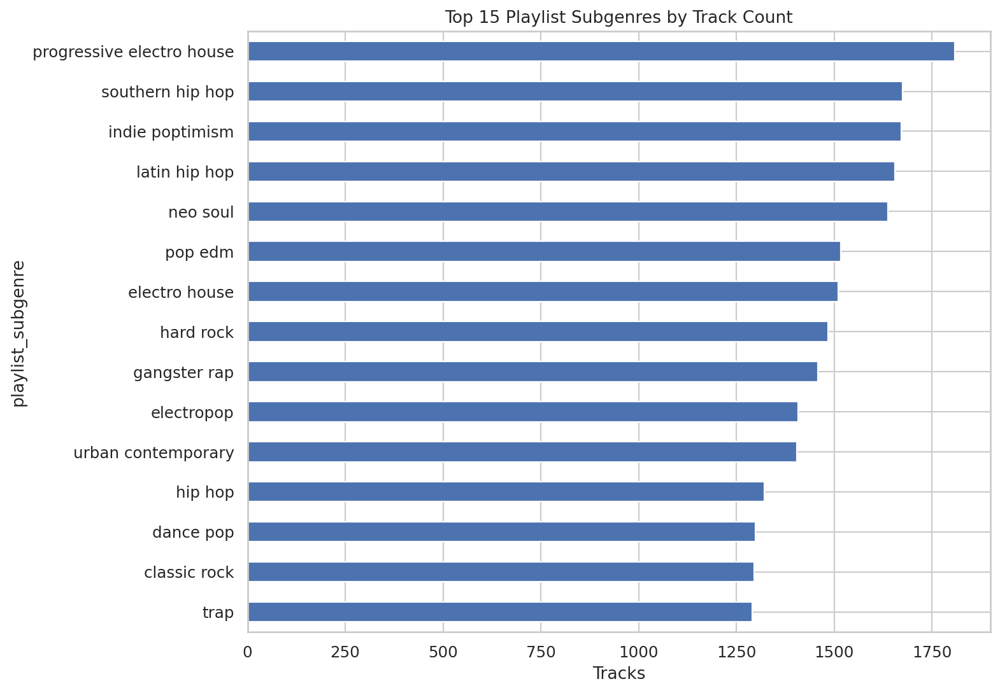 Top 15 Playlist Subgenres by Track Count
playlist_subgenre
progressive electro house
southern hip hop
indie poptimism
latin hip hop
neo soul
pop edm
electro house
hard rock
gangster rap
electropop
urban contemporary
hip hop
dance pop
classic rock
trap
0 250 500 750 1000 1250 1500 1750
Tracks